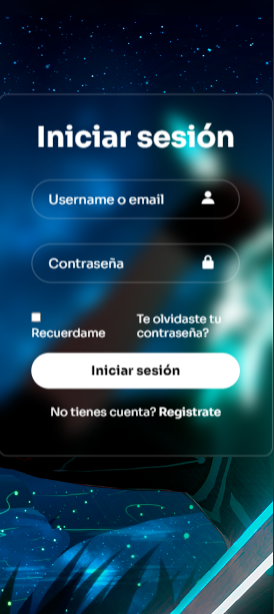 Iniciar sesión
Username o email
Contraseña
Recuerdame
Te olvidaste tu
contraseña?
Iniciar sesión
No tienes cuenta? Registrate